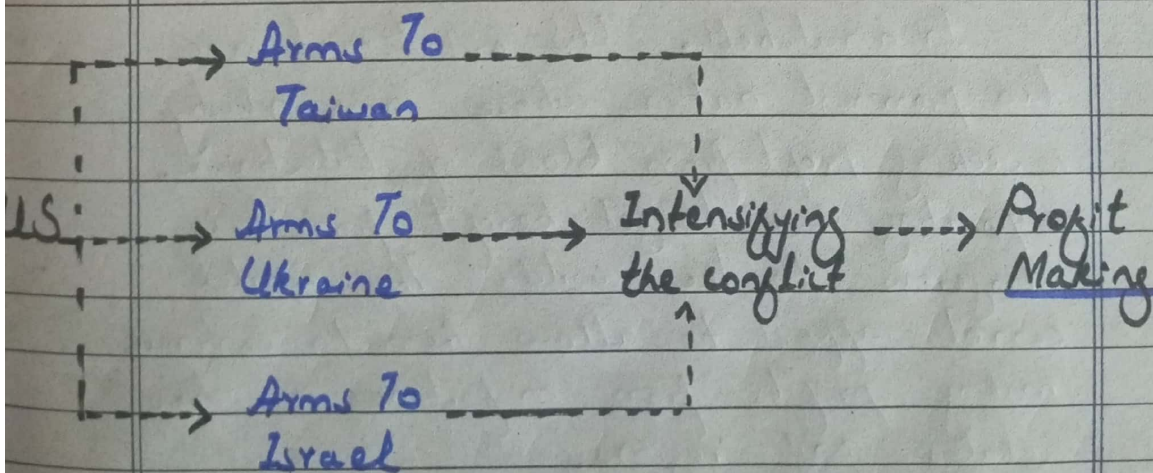 Arms To
Taiwan
US
Arms To
Ukraine
Intensifying
the conflict
Profit
Making
Arms To
Israel